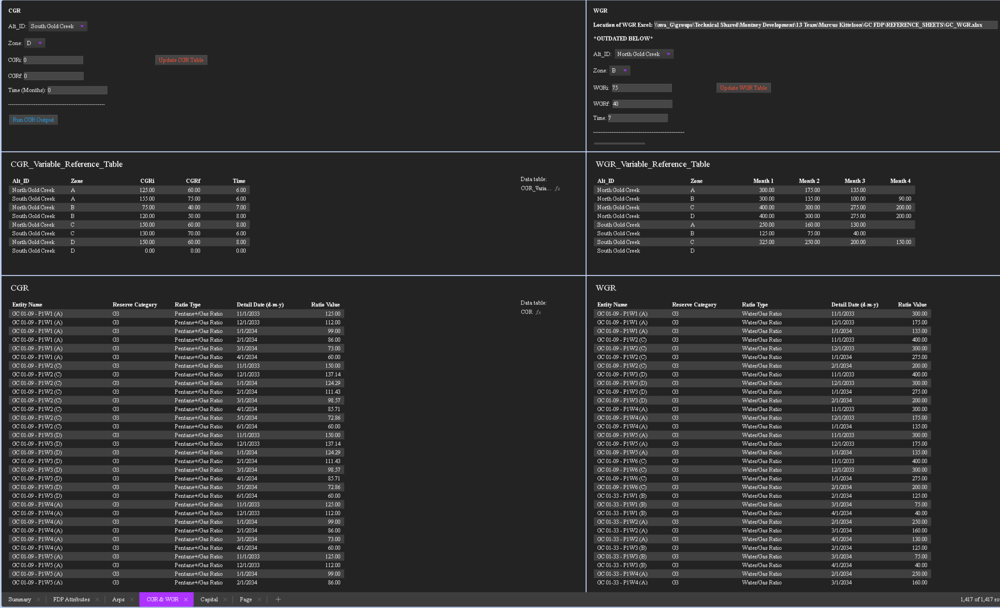 CGR
Alt_ID: South Gold Creek
Zone: D
CGRi: 0
Update CGR Table
CGRf: 0
Time (Months): 0
----------------------------------------------------
Run CGR Output
WGR
Location of WGR Excel: \\nva_G\groups\Technical Shared\Montney Development\13 Team\Marcus Kittelson\GC FDP\REFERENCE_SHEETS\GC_WGR.xlsx
*OUTDATED BELOW*
Alt_ID: North Gold Creek
Zone: B
WGRi: 75
Update WGR Table
WGRf: 40
Time: 7
-------------------------------------------------
CGR_Variable_Reference_Table
Alt_ID Zone CGRi CGRf Time
North Gold Creek A 125.00 60.00 6.00
South Gold Creek A 155.00 75.00 6.00
North Gold Creek B 75.00 40.00 7.00
South Gold Creek B 120.00 50.00 8.00
North Gold Creek C 150.00 60.00 8.00
South Gold Creek C 130.00 70.00 6.00
North Gold Creek D 150.00 60.00 8.00
South Gold Creek D 0.00 0.00 0.00
Data table:
CGR_Varia... fx
WGR_Variable_Reference_Table
Alt_ID Zone Month 1 Month 2 Month 3 Month 4
North Gold Creek A 300.00 175.00 135.00
North Gold Creek B 300.00 135.00 100.00 90.00
North Gold Creek C 400.00 300.00 275.00 200.00
North Gold Creek D 400.00 300.00 275.00 200.00
South Gold Creek A 250.00 160.00 130.00
South Gold Creek B 125.00 75.00 40.00
South Gold Creek C 325.00 250.00 200.00 150.00
South Gold Creek D
CGR
Entity Name Reserve Category Ratio Type Detail Date (d-m-y) Ratio Value
GC 01-09 - P1W1 (A) G3 Pentane+/Gas Ratio 11/1/2033 125.00
GC 01-09 - P1W1 (A) G3 Pentane+/Gas Ratio 12/1/2033 112.00
GC 01-09 - P1W1 (A) G3 Pentane+/Gas Ratio 1/1/2034 99.00
GC 01-09 - P1W1 (A) G3 Pentane+/Gas Ratio 2/1/2034 86.00
GC 01-09 - P1W1 (A) G3 Pentane+/Gas Ratio 3/1/2034 73.00
GC 01-09 - P1W1 (A) G3 Pentane+/Gas Ratio 4/1/2034 60.00
GC 01-09 - P1W2 (C) G3 Pentane+/Gas Ratio 11/1/2033 150.00
GC 01-09 - P1W2 (C) G3 Pentane+/Gas Ratio 12/1/2033 137.14
GC 01-09 - P1W2 (C) G3 Pentane+/Gas Ratio 1/1/2034 124.29
GC 01-09 - P1W2 (C) G3 Pentane+/Gas Ratio 2/1/2034 111.43
GC 01-09 - P1W2 (C) G3 Pentane+/Gas Ratio 3/1/2034 98.57
GC 01-09 - P1W2 (C) G3 Pentane+/Gas Ratio 4/1/2034 85.71
GC 01-09 - P1W2 (C) G3 Pentane+/Gas Ratio 5/1/2034 72.86
GC 01-09 - P1W2 (C) G3 Pentane+/Gas Ratio 6/1/2034 60.00
GC 01-09 - P1W3 (D) G3 Pentane+/Gas Ratio 11/1/2033 150.00
GC 01-09 - P1W3 (D) G3 Pentane+/Gas Ratio 12/1/2033 137.14
GC 01-09 - P1W3 (D) G3 Pentane+/Gas Ratio 1/1/2034 124.29
GC 01-09 - P1W3 (D) G3 Pentane+/Gas Ratio 2/1/2034 111.43
GC 01-09 - P1W3 (D) G3 Pentane+/Gas Ratio 3/1/2034 98.57
GC 01-09 - P1W3 (D) G3 Pentane+/Gas Ratio 4/1/2034 85.71
GC 01-09 - P1W3 (D) G3 Pentane+/Gas Ratio 5/1/2034 72.86
GC 01-09 - P1W3 (D) G3 Pentane+/Gas Ratio 6/1/2034 60.00
GC 01-09 - P1W4 (A) G3 Pentane+/Gas Ratio 11/1/2033 125.00
GC 01-09 - P1W4 (A) G3 Pentane+/Gas Ratio 12/1/2033 112.00
GC 01-09 - P1W4 (A) G3 Pentane+/Gas Ratio 1/1/2034 99.00
GC 01-09 - P1W4 (A) G3 Pentane+/Gas Ratio 2/1/2034 86.00
GC 01-09 - P1W4 (A) G3 Pentane+/Gas Ratio 3/1/2034 73.00
GC 01-09 - P1W4 (A) G3 Pentane+/Gas Ratio 4/1/2034 60.00
GC 01-09 - P1W5 (A) G3 Pentane+/Gas Ratio 11/1/2033 125.00
GC 01-09 - P1W5 (A) G3 Pentane+/Gas Ratio 12/1/2033 112.00
GC 01-09 - P1W5 (A) G3 Pentane+/Gas Ratio 1/1/2034 99.00
GC 01-09 - P1W5 (A) G3 Pentane+/Gas Ratio 2/1/2034 86.00
Data table:
CGR fx
WGR
Entity Name Reserve Category Ratio Type Detail Date (d-m-y) Ratio Value
GC 01-09 - P1W1 (A) G3 Water/Gas Ratio 11/1/2033 300.00
GC 01-09 - P1W1 (A) G3 Water/Gas Ratio 12/1/2033 175.00
GC 01-09 - P1W1 (A) G3 Water/Gas Ratio 1/1/2034 135.00
GC 01-09 - P1W2 (C) G3 Water/Gas Ratio 11/1/2033 400.00
GC 01-09 - P1W2 (C) G3 Water/Gas Ratio 12/1/2033 300.00
GC 01-09 - P1W2 (C) G3 Water/Gas Ratio 1/1/2034 275.00
GC 01-09 - P1W2 (C) G3 Water/Gas Ratio 2/1/2034 200.00
GC 01-09 - P1W3 (D) G3 Water/Gas Ratio 11/1/2033 400.00
GC 01-09 - P1W3 (D) G3 Water/Gas Ratio 12/1/2033 300.00
GC 01-09 - P1W3 (D) G3 Water/Gas Ratio 1/1/2034 275.00
GC 01-09 - P1W3 (D) G3 Water/Gas Ratio 2/1/2034 200.00
GC 01-09 - P1W4 (A) G3 Water/Gas Ratio 11/1/2033 300.00
GC 01-09 - P1W4 (A) G3 Water/Gas Ratio 12/1/2033 175.00
GC 01-09 - P1W4 (A) G3 Water/Gas Ratio 1/1/2034 135.00
GC 01-09 - P1W5 (A) G3 Water/Gas Ratio 11/1/2033 300.00
GC 01-09 - P1W5 (A) G3 Water/Gas Ratio 12/1/2033 175.00
GC 01-09 - P1W5 (A) G3 Water/Gas Ratio 1/1/2034 135.00
GC 01-09 - P1W6 (C) G3 Water/Gas Ratio 11/1/2033 400.00
GC 01-09 - P1W6 (C) G3 Water/Gas Ratio 12/1/2033 300.00
GC 01-09 - P1W6 (C) G3 Water/Gas Ratio 1/1/2034 275.00
GC 01-09 - P1W6 (C) G3 Water/Gas Ratio 2/1/2034 200.00
GC 01-33 - P1W1 (B) G3 Water/Gas Ratio 2/1/2034 125.00
GC 01-33 - P1W1 (B) G3 Water/Gas Ratio 3/1/2034 75.00
GC 01-33 - P1W1 (B) G3 Water/Gas Ratio 4/1/2034 40.00
GC 01-33 - P1W2 (A) G3 Water/Gas Ratio 2/1/2034 250.00
GC 01-33 - P1W2 (A) G3 Water/Gas Ratio 3/1/2034 160.00
GC 01-33 - P1W2 (A) G3 Water/Gas Ratio 4/1/2034 130.00
GC 01-33 - P1W3 (B) G3 Water/Gas Ratio 2/1/2034 125.00
GC 01-33 - P1W3 (B) G3 Water/Gas Ratio 3/1/2034 75.00
GC 01-33 - P1W3 (B) G3 Water/Gas Ratio 4/1/2034 40.00
GC 01-33 - P1W4 (A) G3 Water/Gas Ratio 2/1/2034 250.00
GC 01-33 - P1W4 (A) G3 Water/Gas Ratio 3/1/2034 160.00
Summary FDP Attributes Arps CGR & WGR Capital Page
1,417 of 1,417 ro